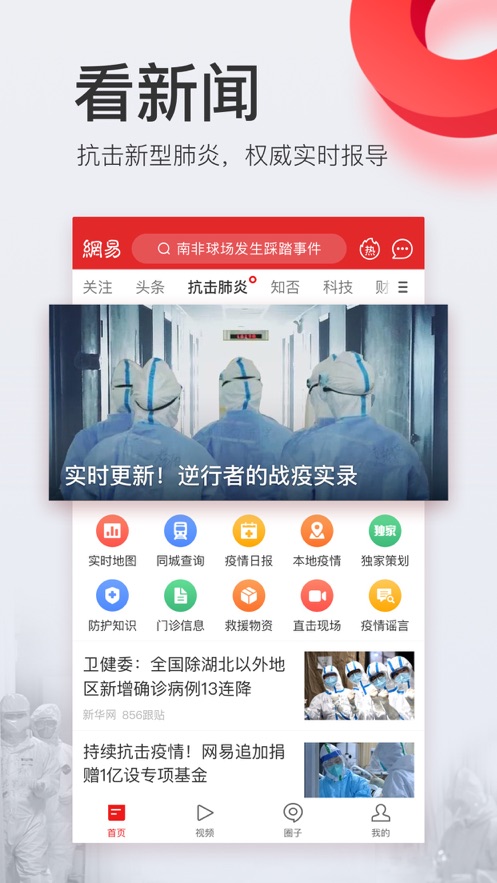 看新闻
抗击新型肺炎，权威实时报导
網易
南非球场发生踩踏事件
热
关注 头条 抗击肺炎 知否 科技 财
实时更新！逆行者的战疫实录
独家
实时地图 同城查询 疫情日报 本地疫情 独家策划
防护知识 门诊信息 救援物资 直击现场 疫情谣言
卫健委：全国除湖北以外地
区新增确诊病例13连降
新华网 856跟贴
持续抗击疫情！网易追加捐
赠1亿设专项基金
首页 视频 圈子 我的